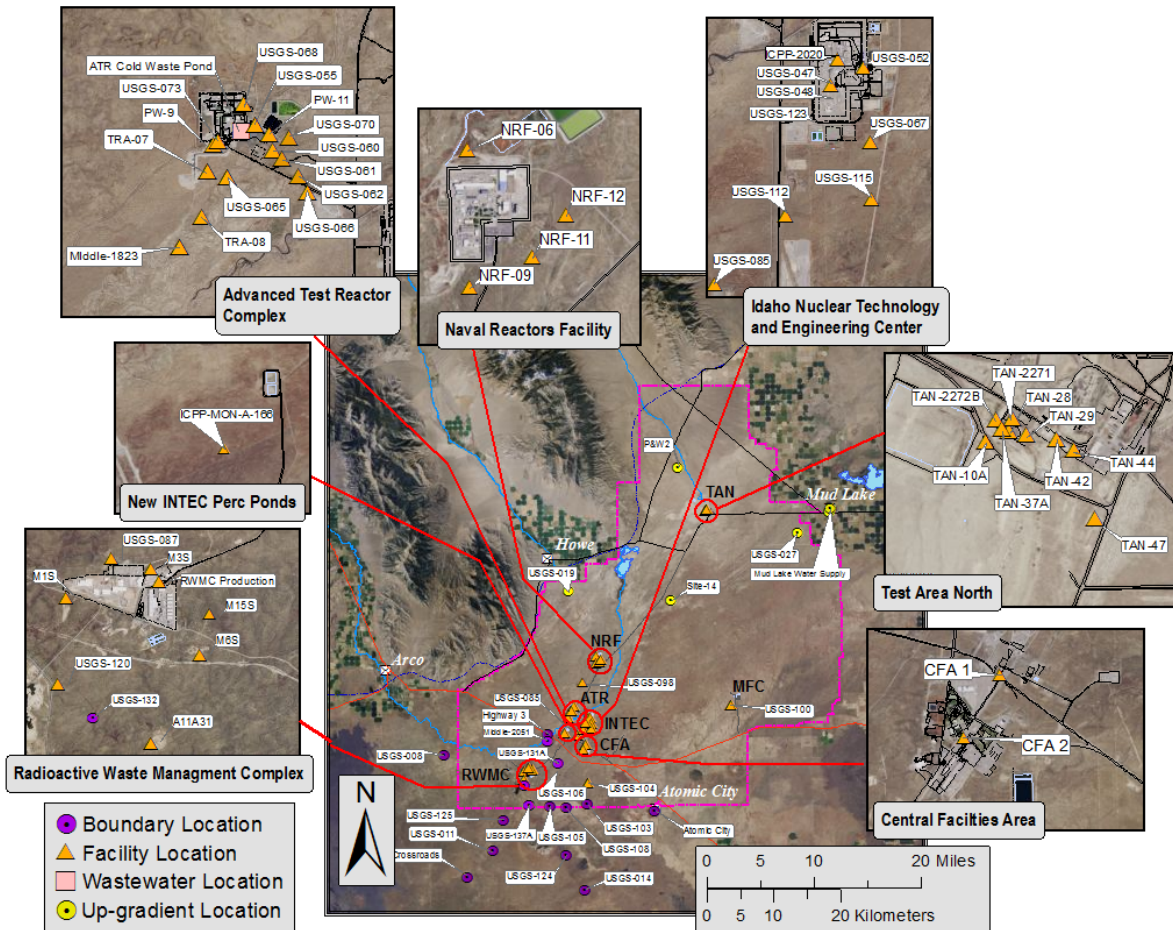 USGS-068
ATR Cold Waste Pond
USGS-055
USGS-073
PW-11
PW-9
USGS-070
TRA-07
USGS-060
USGS-061
USGS-062
USGS-065
USGS-066
TRA-08
MIddle-1823
Advanced Test Reactor
Complex
NRF-06
NRF-12
NRF-11
NRF-09
Naval Reactors Facility
CPP-2020
USGS-052
USGS-047
USGS-048
USGS-123
USGS-067
USGS-115
USGS-112
USGS-085
Idaho Nuclear Technology
and Engineering Center
ICPP-MON-A-166
New INTEC Perc Ponds
TAN -2271
TAN -2272B
TAN -28
TAN -29
TAN -44
TAN -10A
TAN -42
TAN -37A
TAN -47
Test Area North
USGS-087
M3S
M1S
RWMC Production
M15S
M6S
USGS-120
USGS-132
A11A31
Radioactive Waste Managment Complex
CFA 1
CFA 2
Central Facilties Area
P&W2
TAN
Mud Lake
Howe
USGS-027
Mud Lake Water Supply
USGS-019
Site-14
NRF
Arco
USGS-098
MFC
USGS-085
ATR
USGS-100
Highway 3
INTEC
Middle-2051
CFA
USGS-008
USGS-131A
RWMC
USGS-106
USGS-104
Atomic City
USGS-125
USGS-137A
USGS-105
USGS-103
Atomic City
USGS-011
USGS-108
Crossroads
USGS-124
USGS-014
N
Boundary Location
Facility Location
Wastewater Location
Up-gradient Location
0 5 10 20 Miles
0 5 10 20 Kilometers